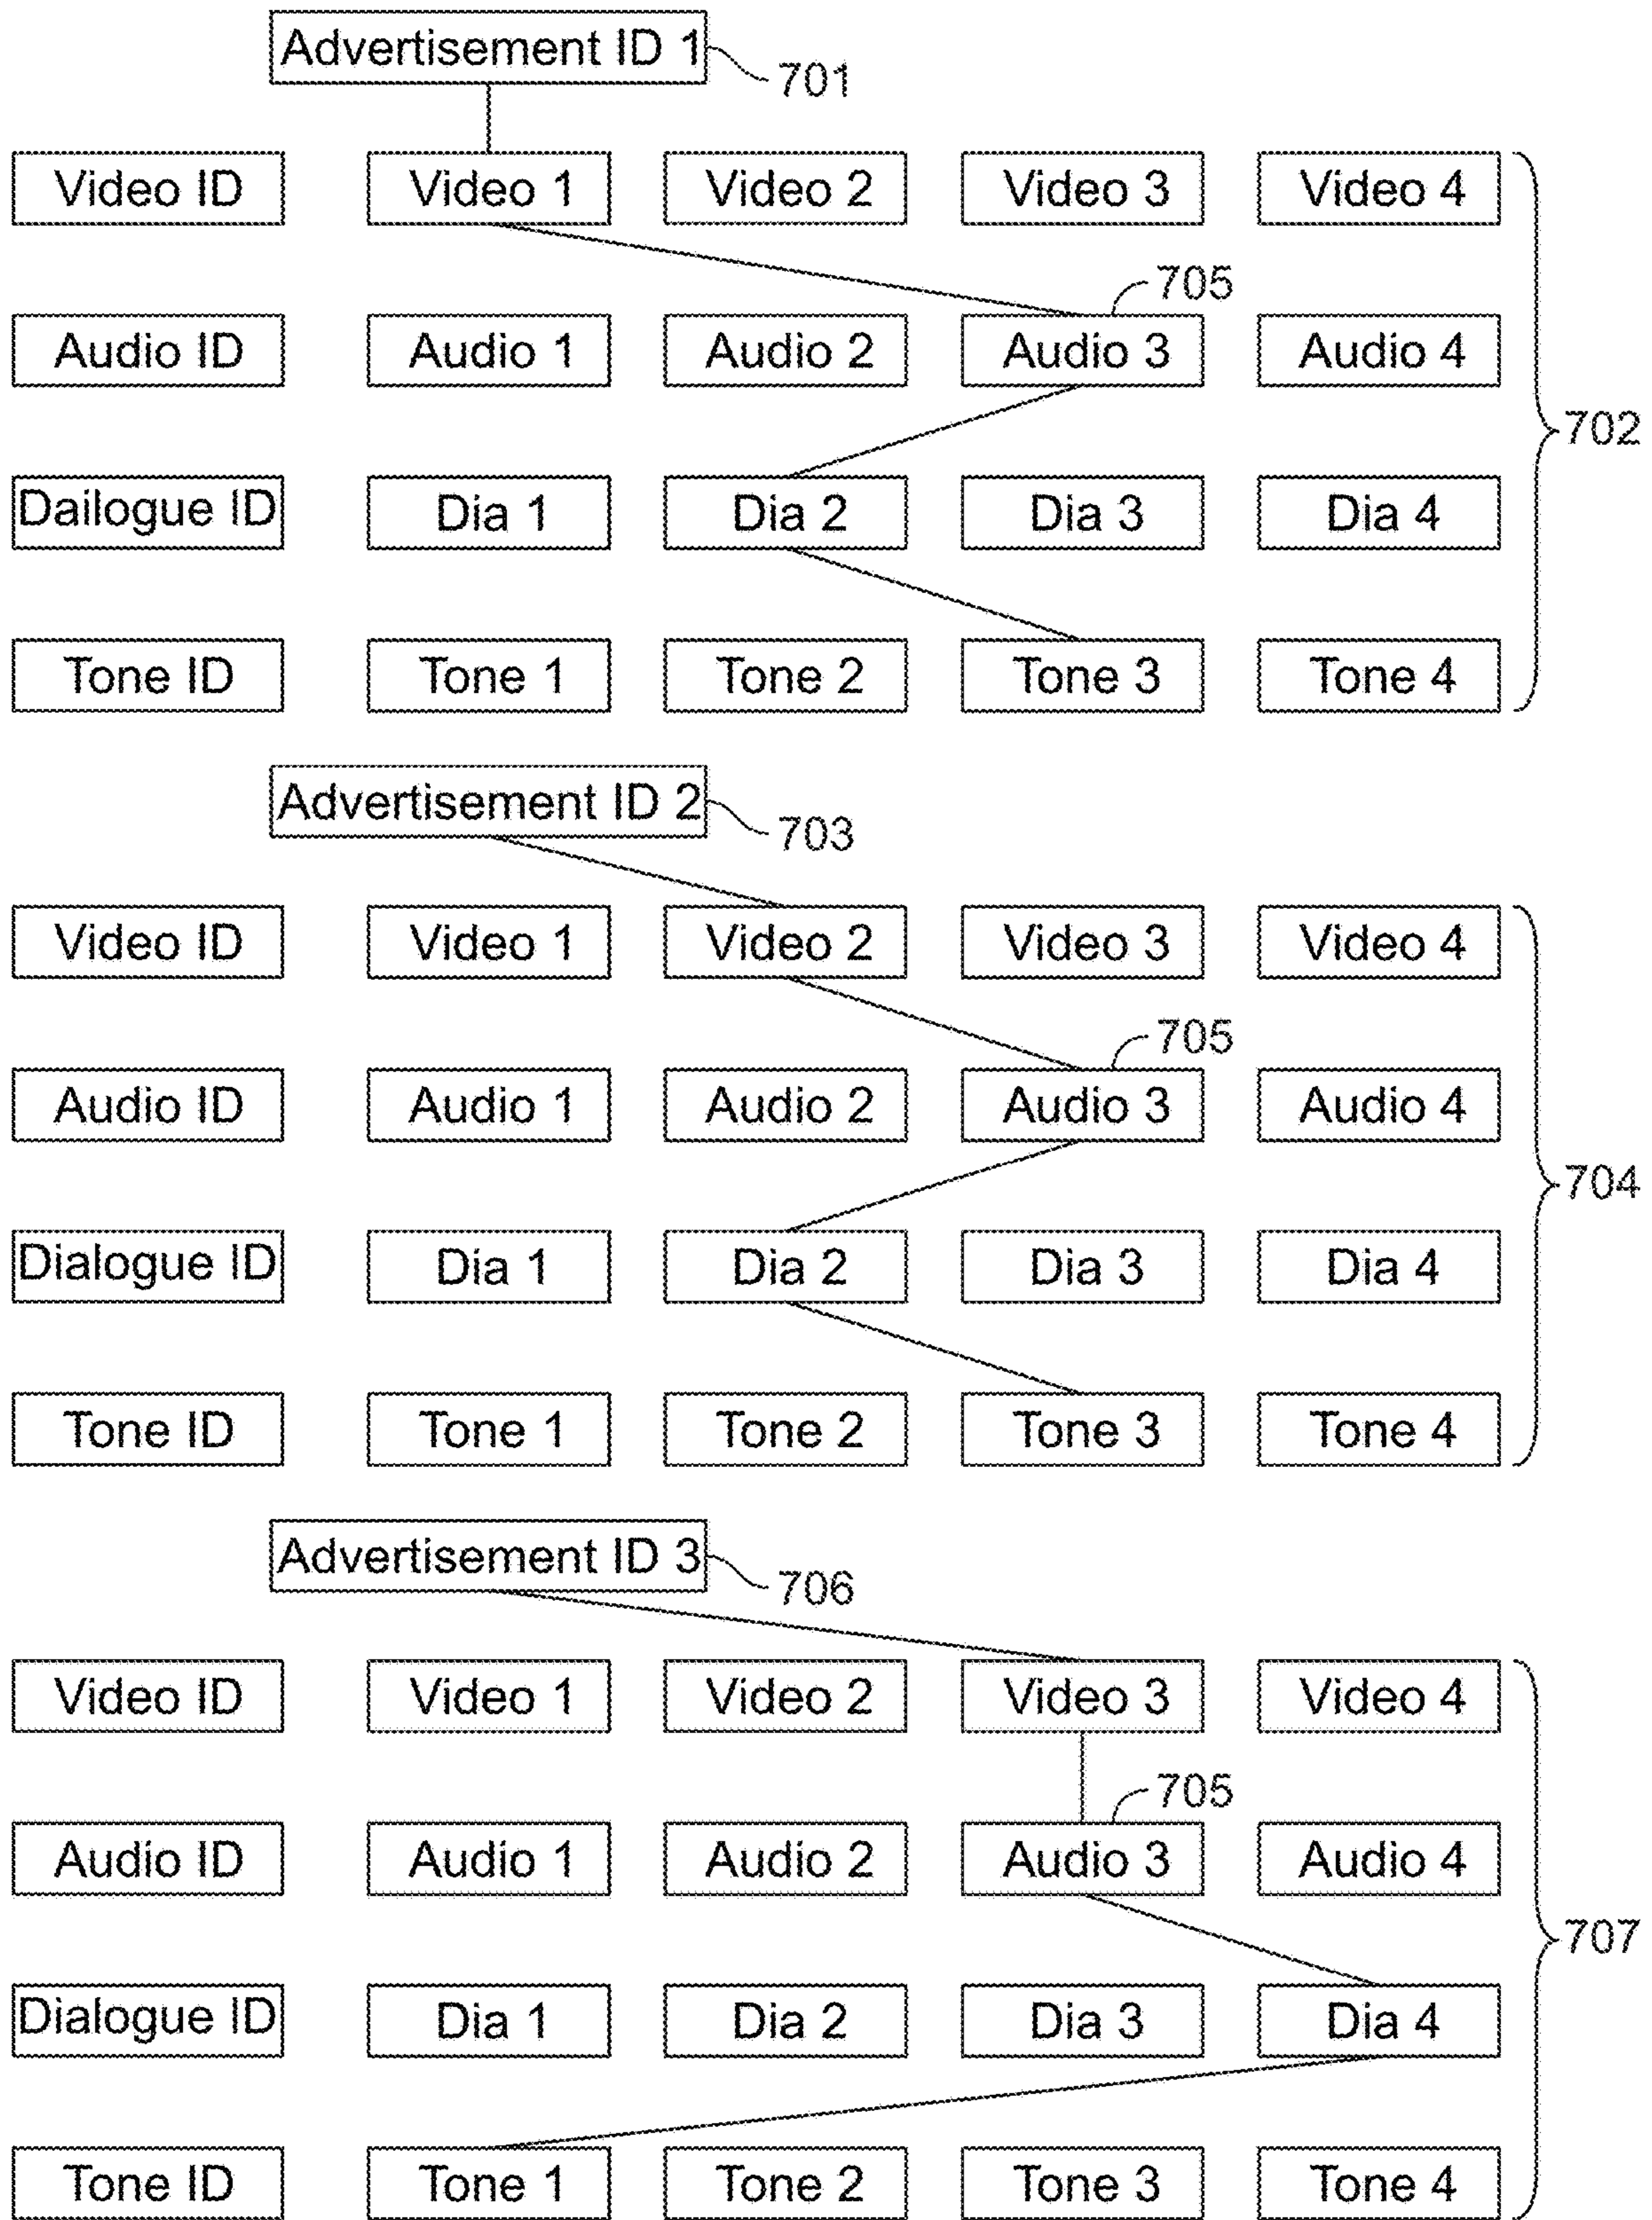 Advertisement ID 1 701
Video ID Video 1 Video 2 Video 3 Video 4
705
Audio ID Audio 1 Audio 2 Audio 3 Audio 4
702
Dailogue ID Dia 1 Dia 2 Dia 3 Dia 4
Tone ID Tone 1 Tone 2 Tone 3 Tone 4
Advertisement ID 2 703
Video ID Video 1 Video 2 Video 3 Video 4
705
Audio ID Audio 1 Audio 2 Audio 3 Audio 4
704
Dialogue ID Dia 1 Dia 2 Dia 3 Dia 4
Tone ID Tone 1 Tone 2 Tone 3 Tone 4
Advertisement ID 3 706
Video ID Video 1 Video 2 Video 3 Video 4
705
Audio ID Audio 1 Audio 2 Audio 3 Audio 4
707
Dialogue ID Dia 1 Dia 2 Dia 3 Dia 4
Tone ID Tone 1 Tone 2 Tone 3 Tone 4